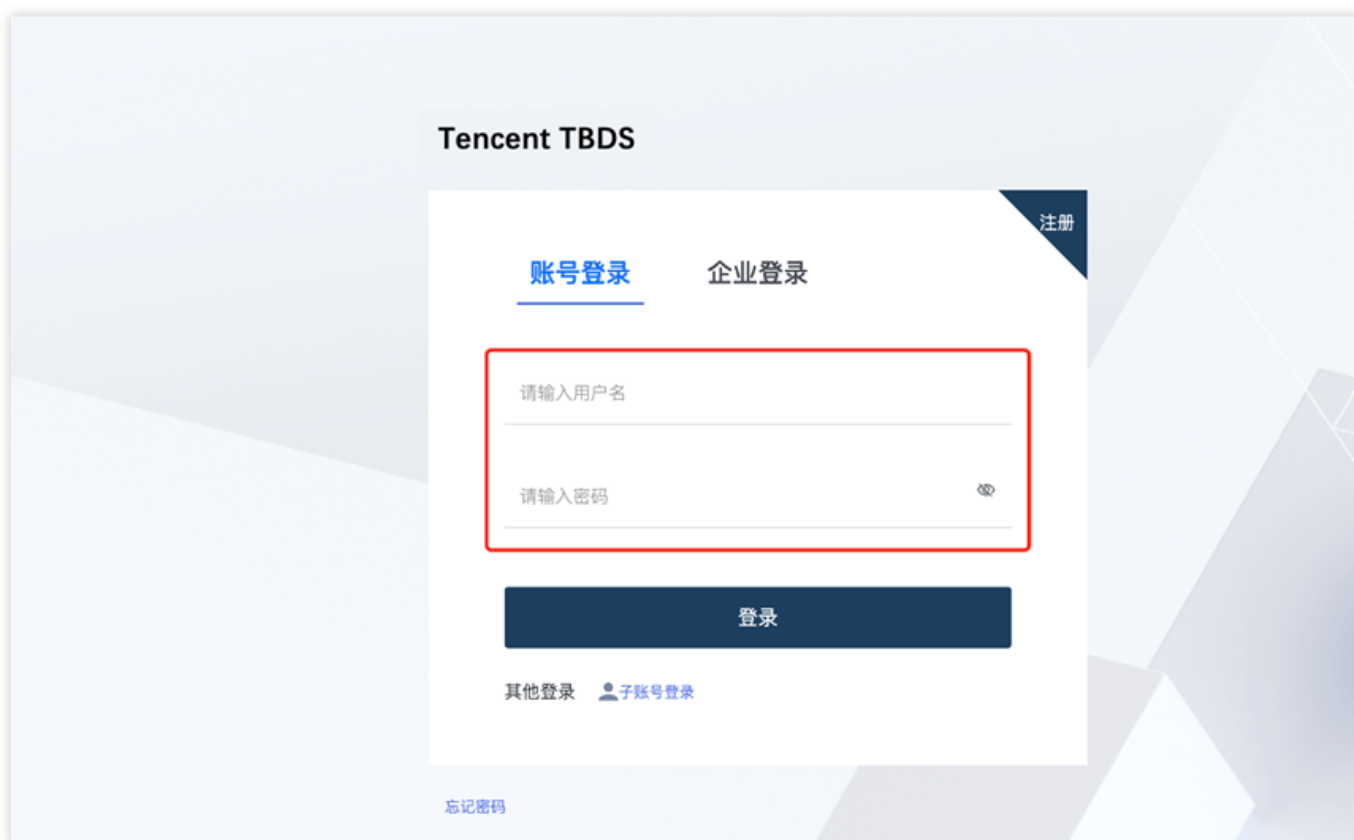 Tencent TBDS
注册
账号登录 企业登录
请输入用户名
请输入密码
登录
其他登录 子账号登录
忘记密码